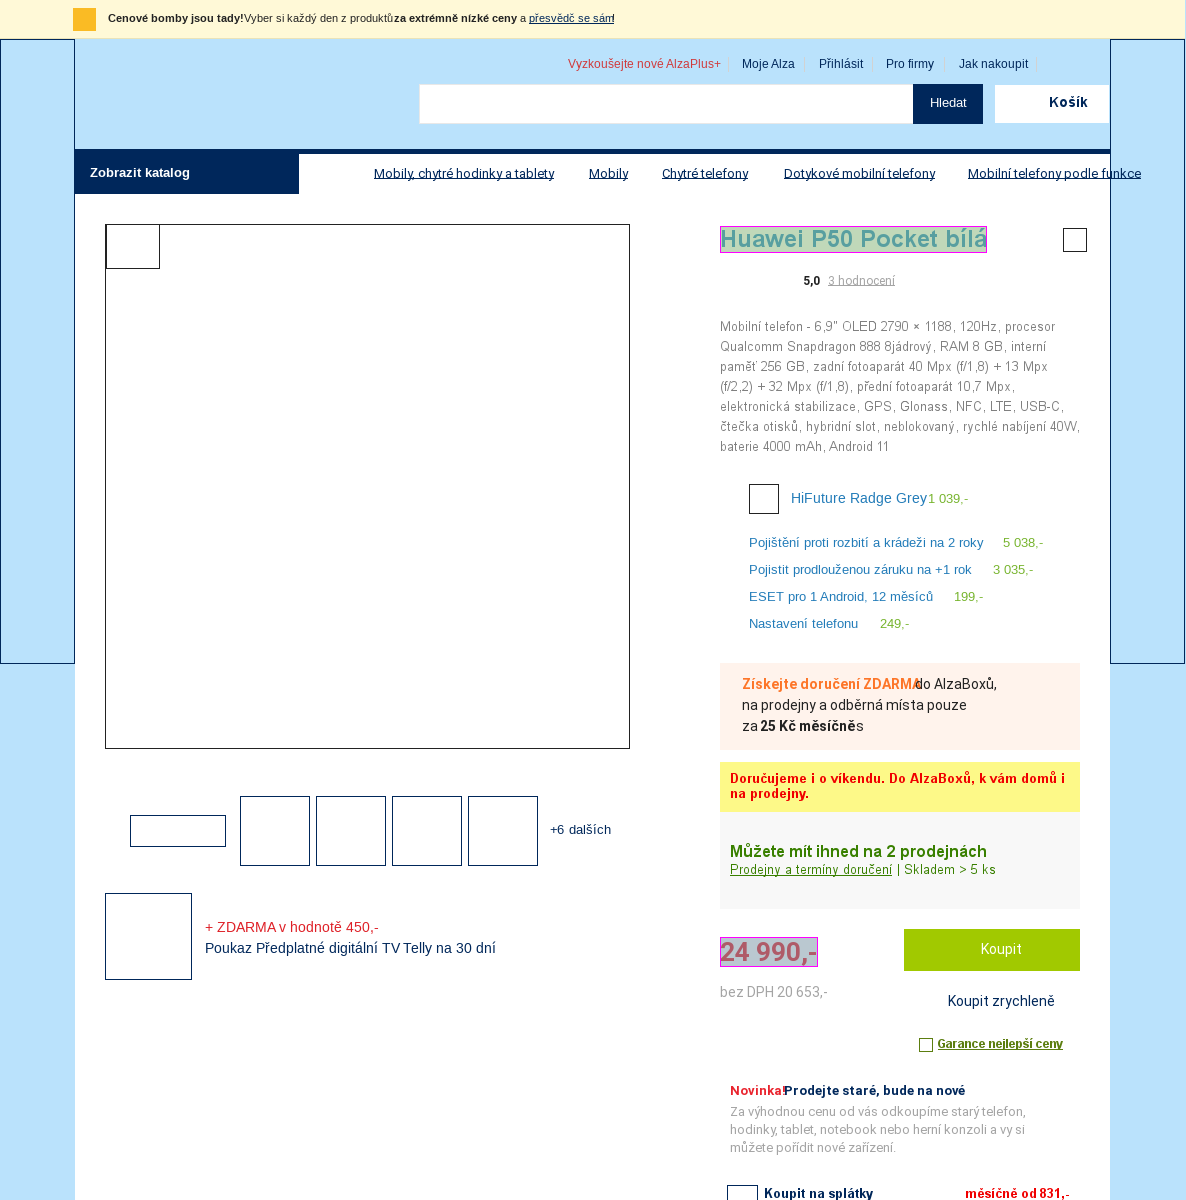 Cenové bomby jsou tady! Vyber si každý den z produktů za extrémně nízké ceny a přesvědč se sám!
Vyzkoušejte nové AlzaPlus+ Moje Alza Přihlásit Pro firmy Jak nakoupit
Hledat Košík
Zobrazit katalog Mobily, chytré hodinky a tablety Mobily Chytré telefony Dotykové mobilní telefony Mobilní telefony podle funkce
Huawei P50 Pocket bílá
5,0 3 hodnocení
Mobilní telefon - 6,9" OLED 2790 × 1188, 120Hz, procesor
Qualcomm Snapdragon 888 8jádrový, RAM 8 GB, interní
paměť 256 GB, zadní fotoaparát 40 Mpx (f/1,8) + 13 Mpx
(f/2,2) + 32 Mpx (f/1,8), přední fotoaparát 10,7 Mpx,
elektronická stabilizace, GPS, Glonass, NFC, LTE, USB-C,
čtečka otisků, hybridní slot, neblokovaný, rychlé nabíjení 40W,
baterie 4000 mAh, Android 11
HiFuture Radge Grey 1 039,-
Pojištění proti rozbití a krádeži na 2 roky 5 038,-
Pojistit prodlouženou záruku na +1 rok 3 035,-
ESET pro 1 Android, 12 měsíců 199,-
Nastavení telefonu 249,-
Získejte doručení ZDARMA do AlzaBoxů,
na prodejny a odběrná místa pouze
za 25 Kč měsíčně s
Doručujeme i o víkendu. Do AlzaBoxů, k vám domů i
na prodejny.
+6 dalších
Můžete mít ihned na 2 prodejnách
Prodejny a termíny doručení | Skladem > 5 ks
+ ZDARMA v hodnotě 450,-
Poukaz Předplatné digitální TV Telly na 30 dní
24 990,- Koupit
bez DPH 20 653,-
Koupit zrychleně
Garance nejlepší ceny
Novinka! Prodejte staré, bude na nové
Za výhodnou cenu od vás odkoupíme starý telefon,
hodinky, tablet, notebook nebo herní konzoli a vy si
můžete pořídit nové zařízení.
Koupit na splátky měsíčně od 831,-